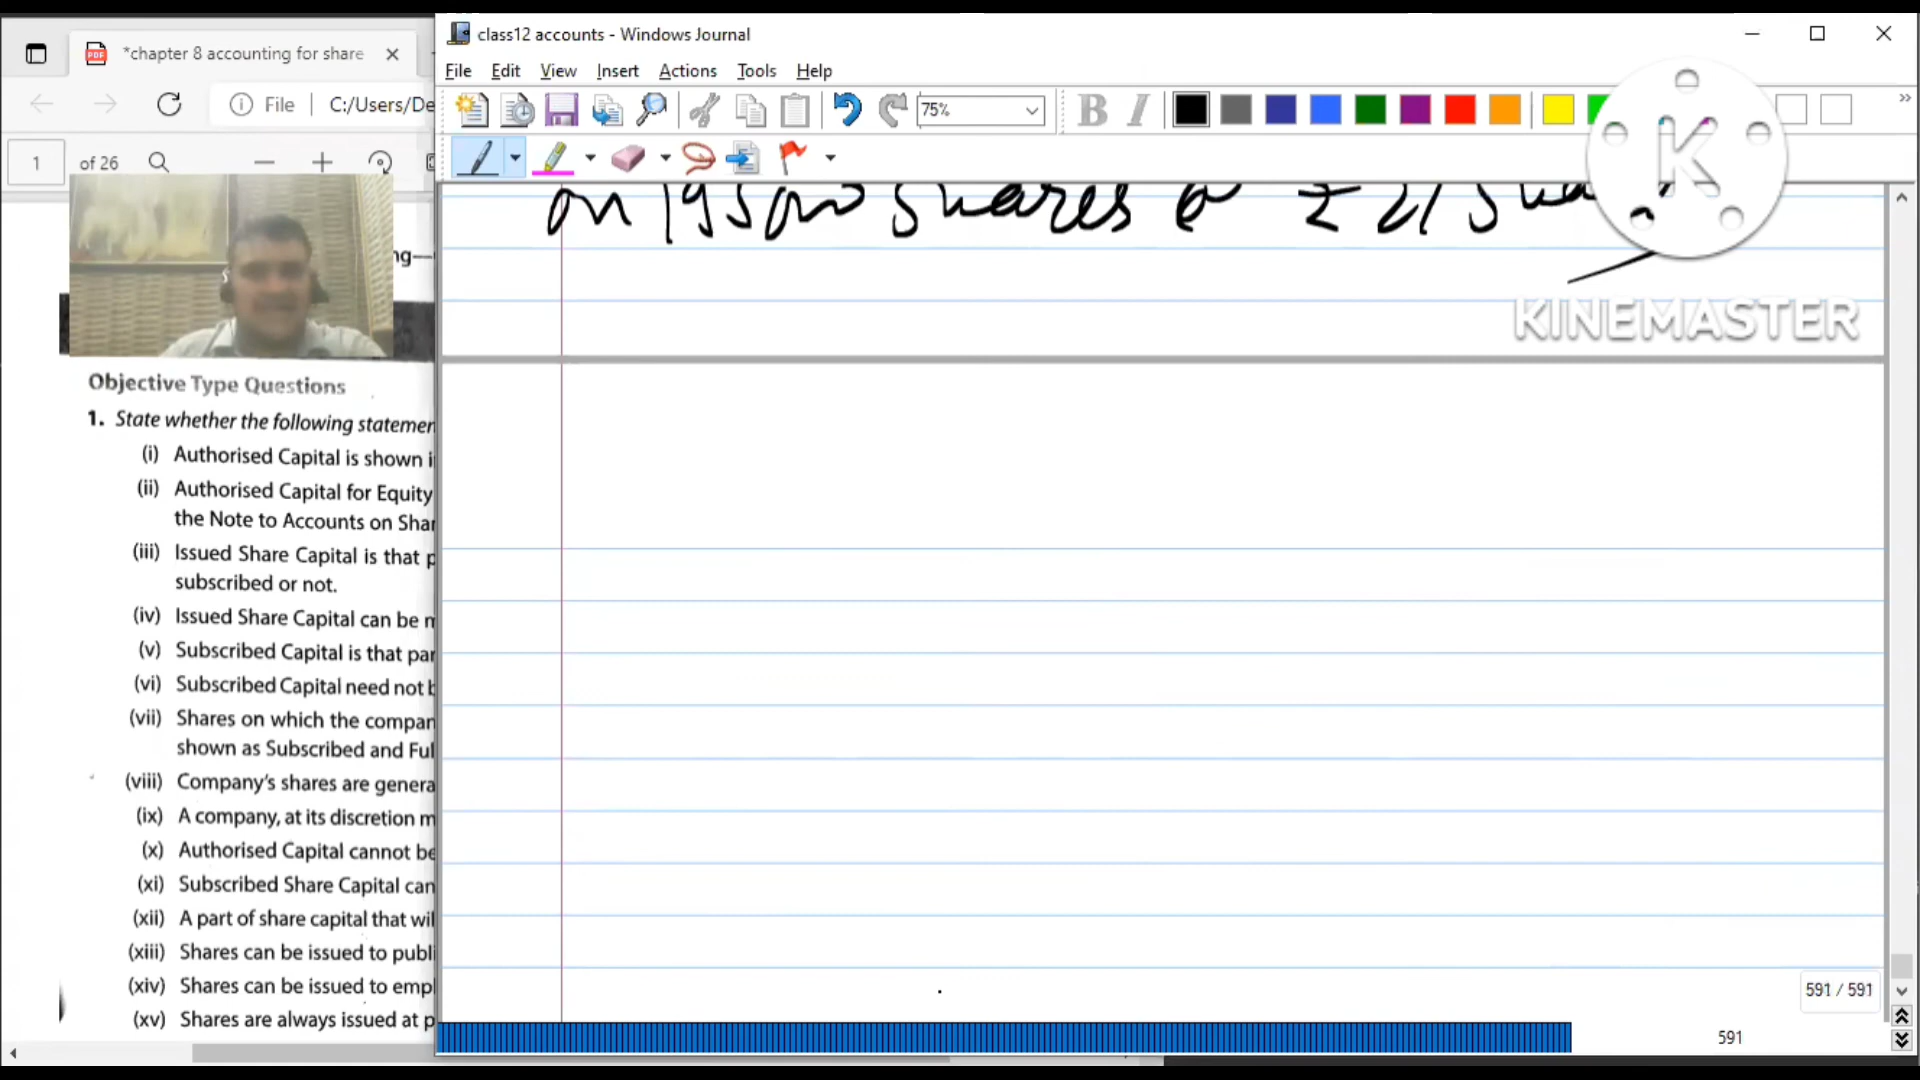 *chapter 8 accounting for share
File C:/Users/De
1 of 26
class12 accounts - Windows Journal
File Edit View Insert Actions Tools Help
75% B I
on 19500 shares @ ₹ 2/
K
KINEMASTER
ng—
Objective Type Questions
1. State whether the following statemen
(i) Authorised Capital is shown i
(ii) Authorised Capital for Equity
the Note to Accounts on Shar
(iii) Issued Share Capital is that p
subscribed or not.
(iv) Issued Share Capital can be m
(v) Subscribed Capital is that par
(vi) Subscribed Capital need not b
(vii) Shares on which the compan
shown as Subscribed and Ful
(viii) Company's shares are genera
(ix) A company, at its discretion m
(x) Authorised Capital cannot be
(xi) Subscribed Share Capital can
(xii) A part of share capital that wil
(xiii) Shares can be issued to publi
(xiv) Shares can be issued to empl
(xv) Shares are always issued at p
591 / 591
591